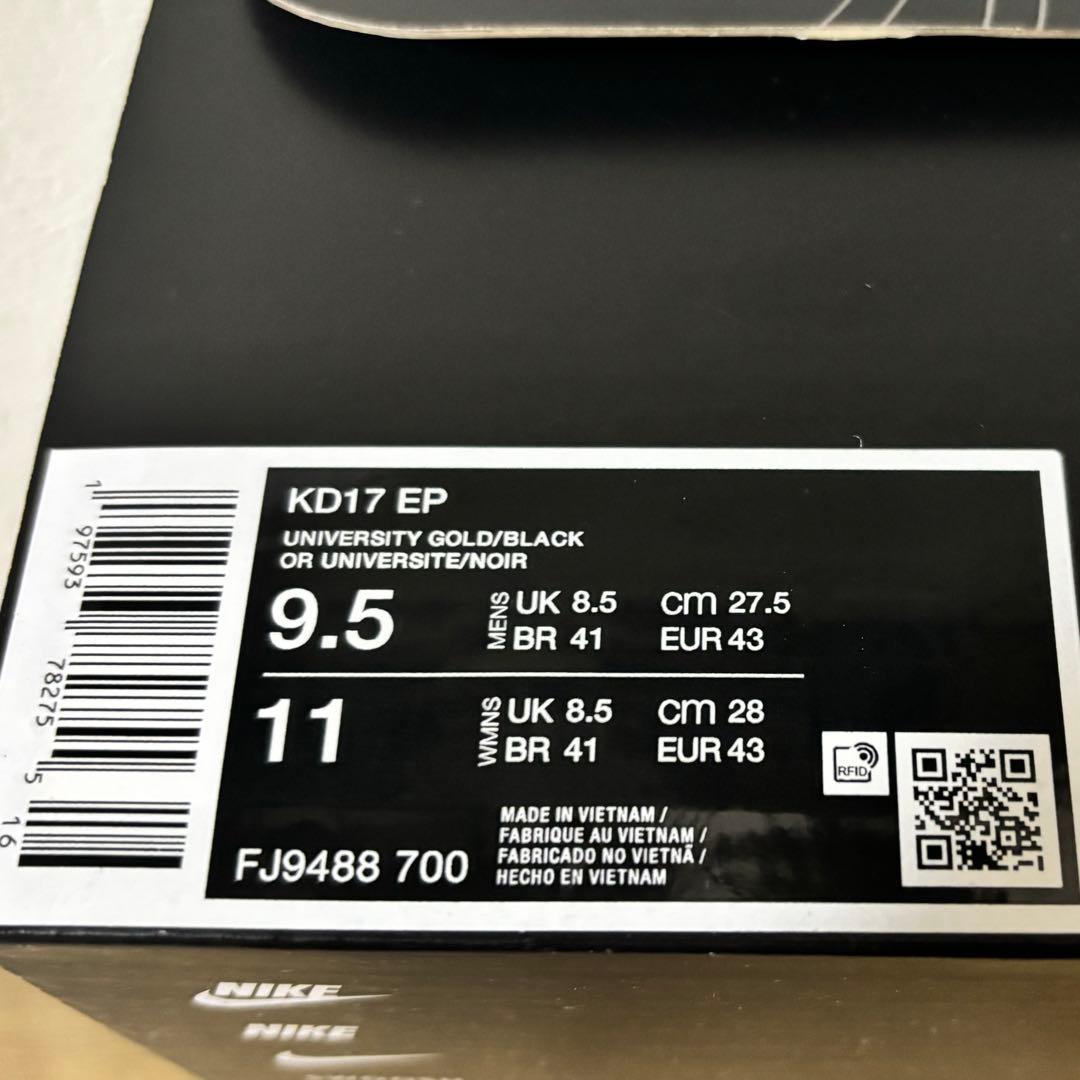 KD17 EP
UNIVERSITY GOLD/BLACK
OR UNIVERSITE/NOIR
9.5 MENS UK 8.5 cm 27.5
BR 41 EUR 43
11 WMNS UK 8.5 cm 28
BR 41 EUR 43
RFID
FJ9488 700
MADE IN VIETNAM /
FABRIQUE AU VIETNAM /
FABRICADO NO VIETNÃ /
HECHO EN VIETNAM
1 97593 78275 5 16
NIKE
NIKE